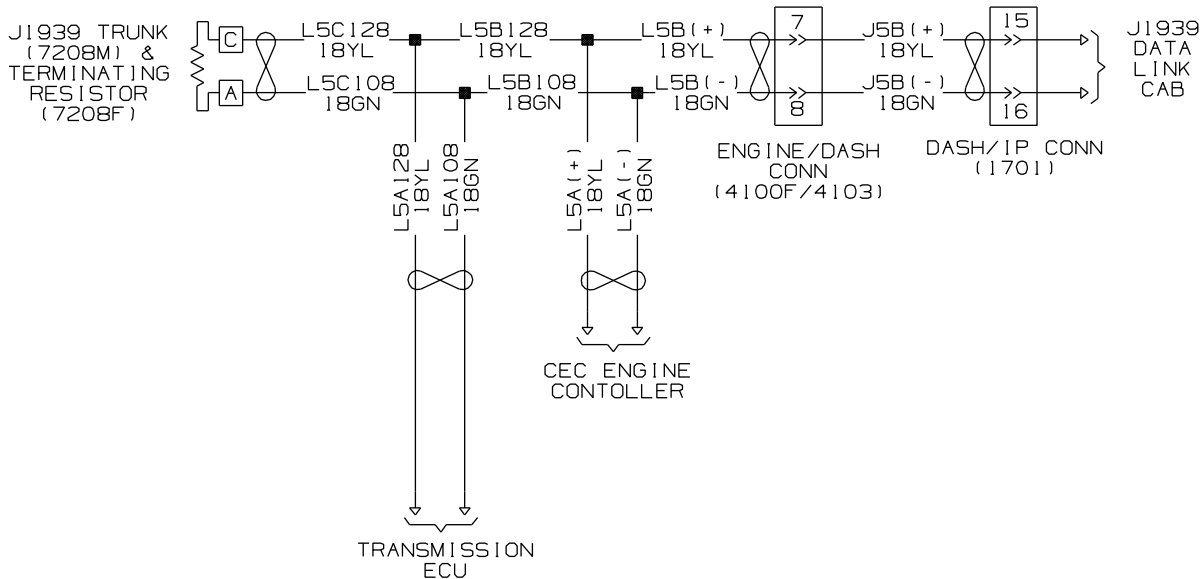 J1939 TRUNK
(7208M) &
TERMINATING
RESISTOR
(7208F)
C
A
L5C128
18YL
L5C108
18GN
L5B128
18YL
L5B108
18GN
L5B(+)
18YL
L5B(-)
18GN
7
8
ENGINE/DASH
CONN
(4100F/4103)
J5B(+)
18YL
J5B(-)
18GN
15
16
DASH/IP CONN
(1701)
J1939
DATA
LINK
CAB
L5A128
18YL
L5A108
18GN
L5A(+)
18YL
L5A(-)
18GN
CEC ENGINE
CONTOLLER
TRANSMISSION
ECU